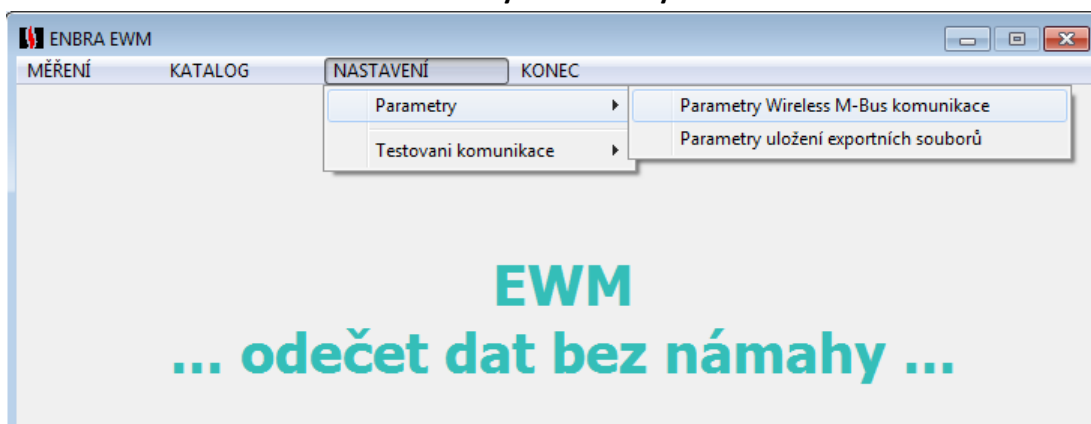 ENBRA EWM
MĚŘENÍ KATALOG NASTAVENÍ KONEC
Parametry
Testovani komunikace
Parametry Wireless M-Bus komunikace
Parametry uložení exportních souborů
EWM
... odečet dat bez námahy ...